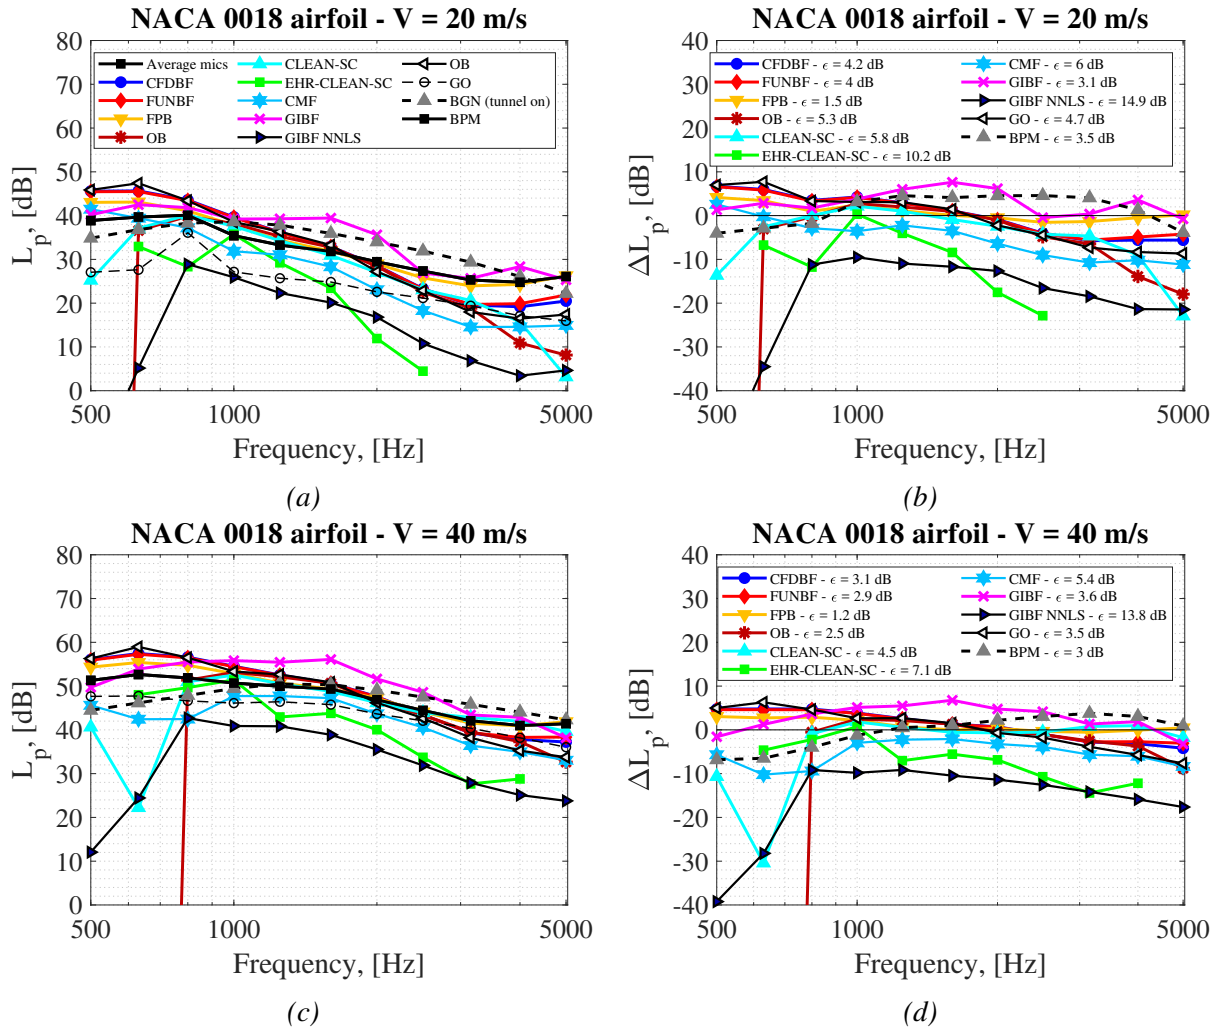 NACA 0018 airfoil - V = 20 m/s
80
70
60
50
40
30
20
10
0
L_p, [dB]
Average mics
CFDBF
FUNBF
FPB
OB
CLEAN-SC
EHR-CLEAN-SC
CMF
GIBF
GIBF NNLS
OB
GO
BGN (tunnel on)
BPM
500
1000
5000
Frequency, [Hz]
(a)
NACA 0018 airfoil - V = 20 m/s
40
30
20
10
0
-10
-20
-30
-40
ΔL_p, [dB]
CFDBF - ϵ = 4.2 dB
FUNBF - ϵ = 4 dB
FPB - ϵ = 1.5 dB
OB - ϵ = 5.3 dB
CLEAN-SC - ϵ = 5.8 dB
EHR-CLEAN-SC - ϵ = 10.2 dB
CMF - ϵ = 6 dB
GIBF - ϵ = 3.1 dB
GIBF NNLS - ϵ = 14.9 dB
GO - ϵ = 4.7 dB
BPM - ϵ = 3.5 dB
500
1000
5000
Frequency, [Hz]
(b)
NACA 0018 airfoil - V = 40 m/s
80
70
60
50
40
30
20
10
0
L_p, [dB]
500
1000
5000
Frequency, [Hz]
(c)
NACA 0018 airfoil - V = 40 m/s
40
30
20
10
0
-10
-20
-30
-40
ΔL_p, [dB]
CFDBF - ϵ = 3.1 dB
FUNBF - ϵ = 2.9 dB
FPB - ϵ = 1.2 dB
OB - ϵ = 2.5 dB
CLEAN-SC - ϵ = 4.5 dB
EHR-CLEAN-SC - ϵ = 7.1 dB
CMF - ϵ = 5.4 dB
GIBF - ϵ = 3.6 dB
GIBF NNLS - ϵ = 13.8 dB
GO - ϵ = 3.5 dB
BPM - ϵ = 3 dB
500
1000
5000
Frequency, [Hz]
(d)